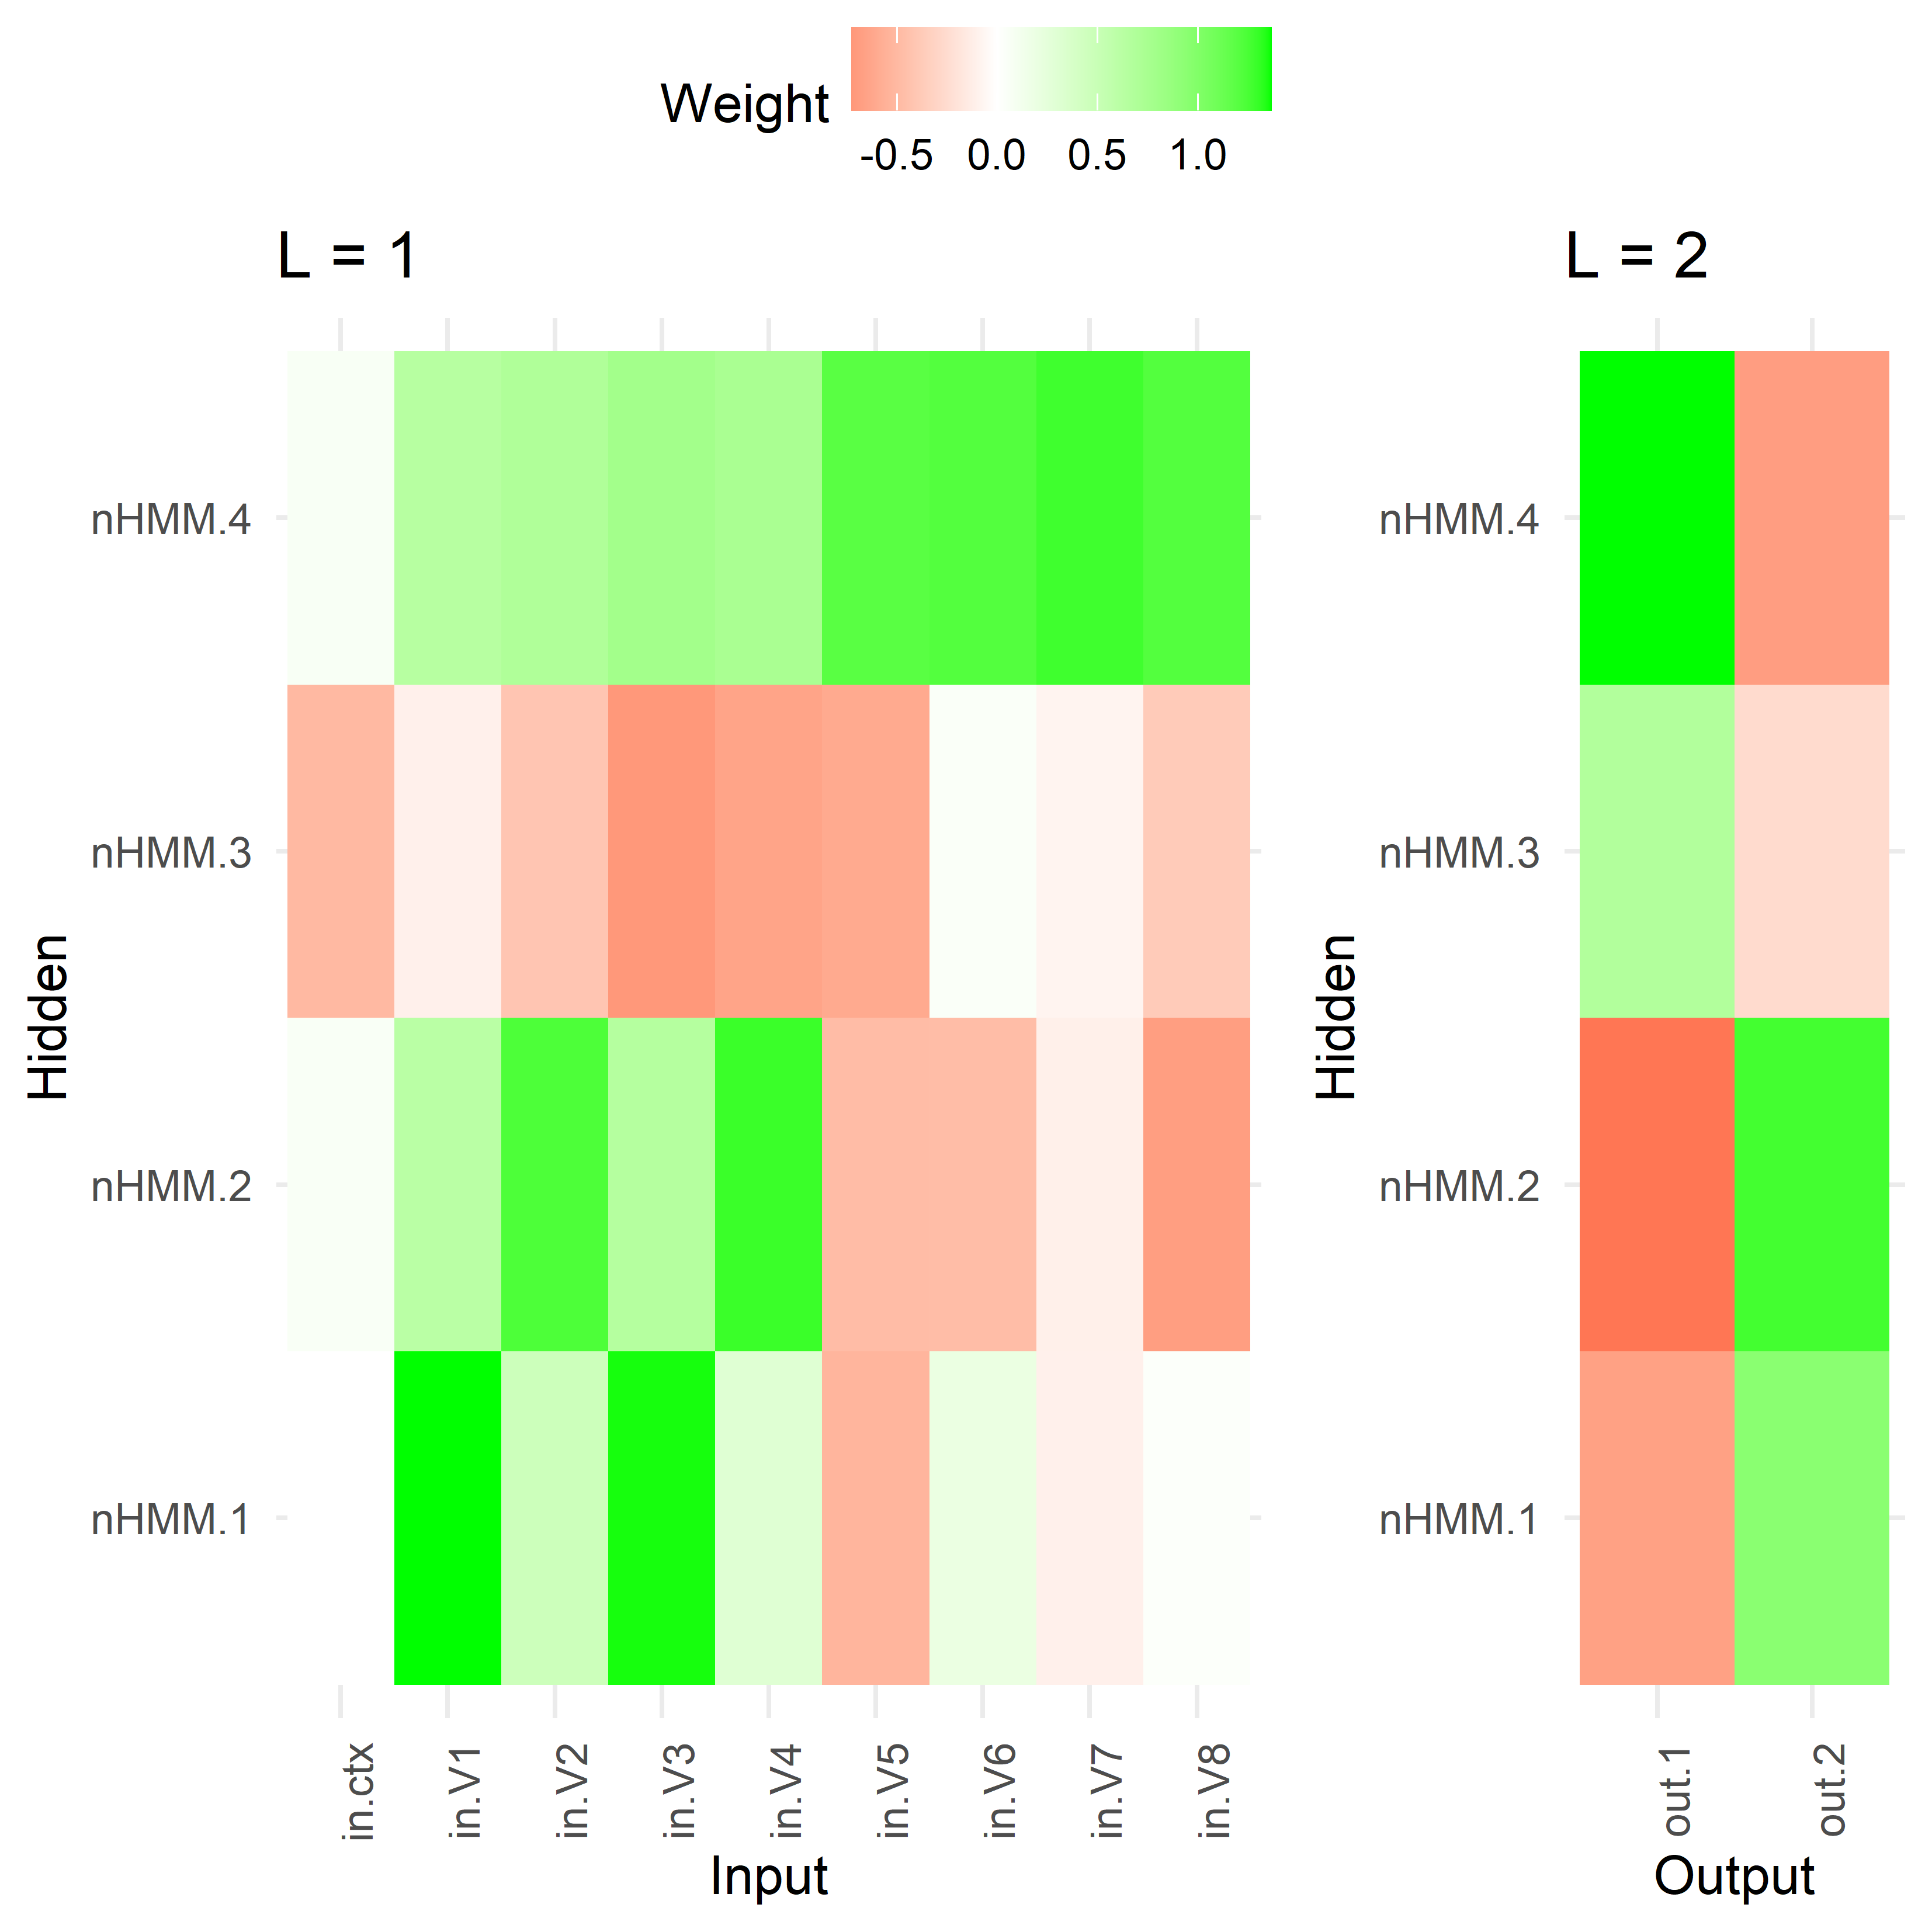 Weight
-0.5 0.0 0.5 1.0
L = 1
nHMM.4
nHMM.3
nHMM.2
nHMM.1
Hidden
in.ctx in.V1 in.V2 in.V3 in.V4 in.V5 in.V6 in.V7 in.V8
Input
L = 2
nHMM.4
nHMM.3
nHMM.2
nHMM.1
Hidden
out.1 out.2
Output